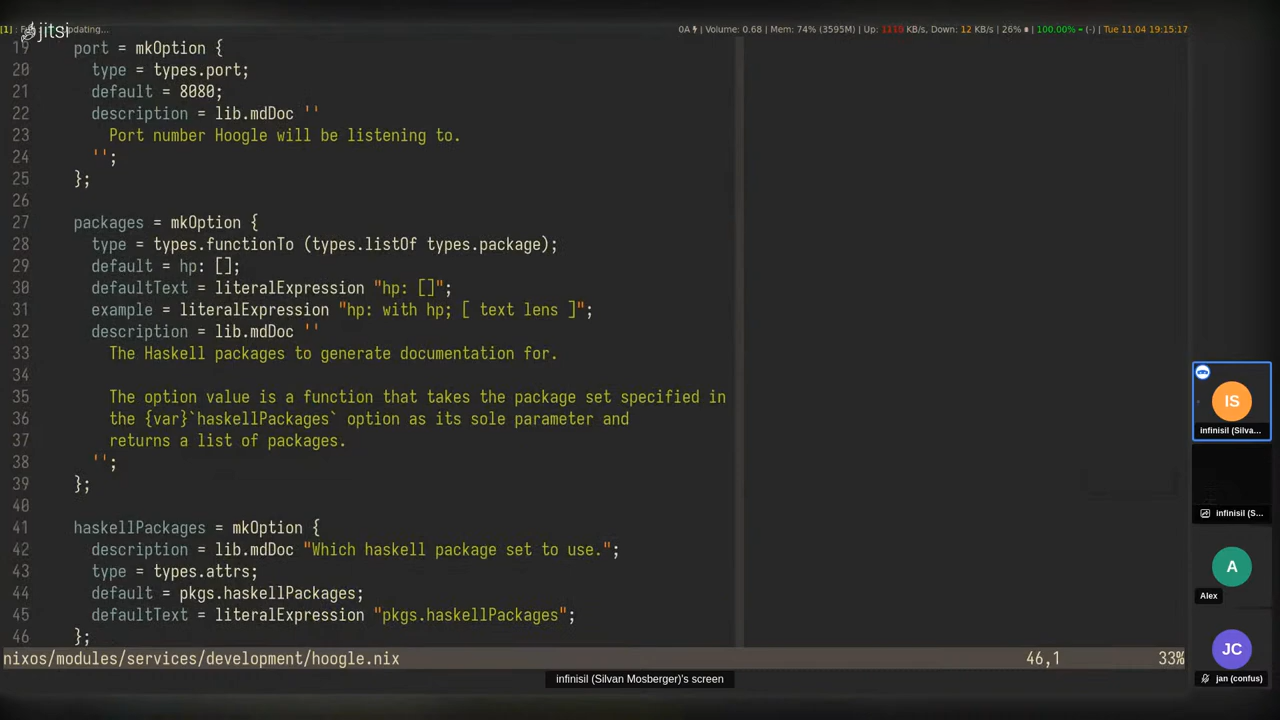 [1] :
jitsi
dating...
0A | Volume: 0.68 | Mem: 74% (3595M) | Up: 1110 KB/s, Down: 12 KB/s | 26% | 100.00% = (-) | Tue 11.04 19:15:17
19 port = mkOption {
20 type = types.port;
21 default = 8080;
22 description = lib.mdDoc ''
23 Port number Hoogle will be listening to.
24 '';
25 };
26
27 packages = mkOption {
28 type = types.functionTo (types.listOf types.package);
29 default = hp: [];
30 defaultText = literalExpression "hp: []";
31 example = literalExpression "hp: with hp; [ text lens ]";
32 description = lib.mdDoc ''
33 The Haskell packages to generate documentation for.
34
35 The option value is a function that takes the package set specified in
36 the {var}`haskellPackages` option as its sole parameter and
37 returns a list of packages.
38 '';
39 };
40
41 haskellPackages = mkOption {
42 description = lib.mdDoc "Which haskell package set to use.";
43 type = types.attrs;
44 default = pkgs.haskellPackages;
45 defaultText = literalExpression "pkgs.haskellPackages";
46 };
nixos/modules/services/development/hoogle.nix 46,1 33%
infinisil (Silvan Mosberger)'s screen
IS
infinisil (Silva...
infinisil (S...
A
Alex
JC
jan (confus)